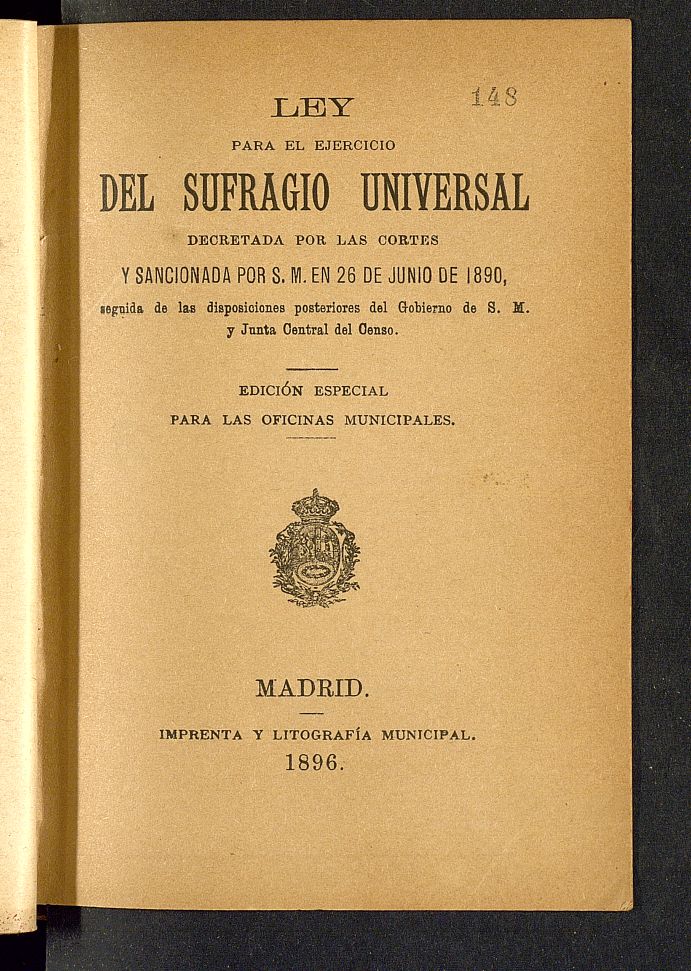 148
LEY
PARA EL EJERCICIO
DEL SUFRAGIO UNIVERSAL
DECRETADA POR LAS CORTES
Y SANCIONADA POR S. M. EN 26 DE JUNIO DE 1890,
seguida de las disposiciones posteriores del Gobierno de S. M.
y Junta Central del Censo.
EDICIÓN ESPECIAL
PARA LAS OFICINAS MUNICIPALES.
MADRID.
IMPRENTA Y LITOGRAFÍA MUNICIPAL.
1896.